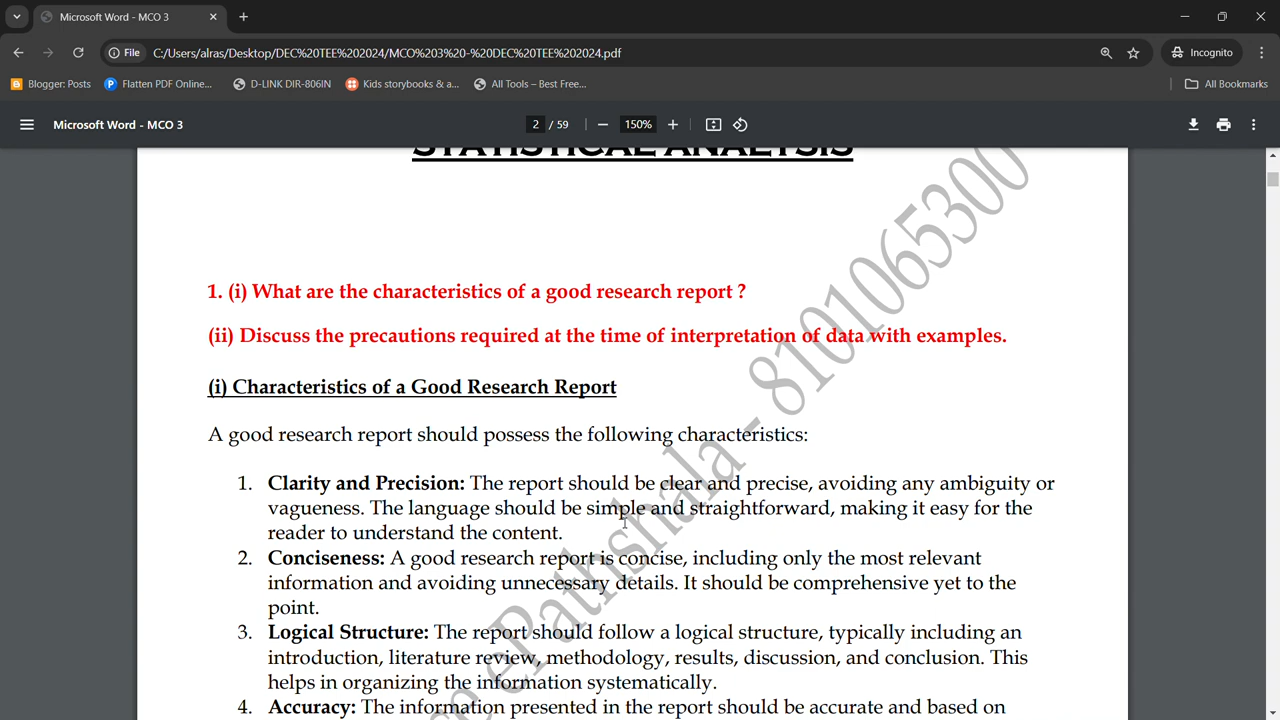 Microsoft Word - MCO 3
File
C:/Users/alras/Desktop/DEC%20TEE%202024/MCO%203%20-%20DEC%20TEE%202024.pdf
Incognito
Blogger: Posts
Flatten PDF Online...
D-LINK DIR-806IN
Kids storybooks & a...
All Tools – Best Free...
All Bookmarks
Microsoft Word - MCO 3
2 / 59
150%
STATISTICAL ANALYSIS
1. (i) What are the characteristics of a good research report ?
(ii) Discuss the precautions required at the time of interpretation of data with examples.
(i) Characteristics of a Good Research Report
A good research report should possess the following characteristics:
1. Clarity and Precision: The report should be clear and precise, avoiding any ambiguity or
vagueness. The language should be simple and straightforward, making it easy for the
reader to understand the content.
2. Conciseness: A good research report is concise, including only the most relevant
information and avoiding unnecessary details. It should be comprehensive yet to the
point.
3. Logical Structure: The report should follow a logical structure, typically including an
introduction, literature review, methodology, results, discussion, and conclusion. This
helps in organizing the information systematically.
4. Accuracy: The information presented in the report should be accurate and based on
ePathshala - 8101065300